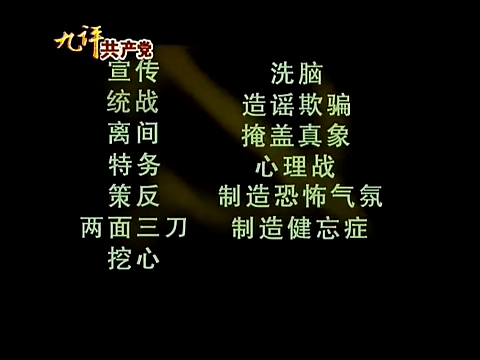 九评共产党
宣传
统战
离间
特务
策反
两面三刀
挖心
洗脑
造谣欺骗
掩盖真象
心理战
制造恐怖气氛
制造健忘症